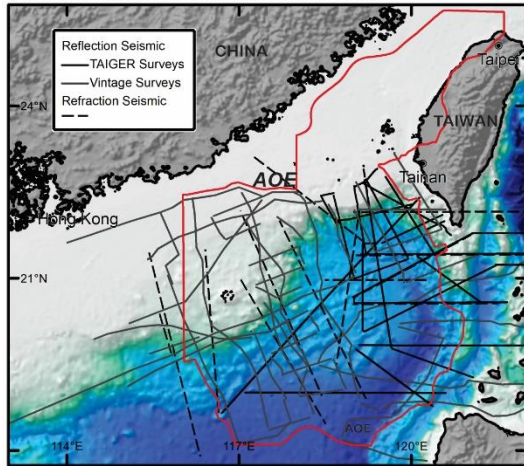 CHINA
Reflection Seismic
TAIGER Surveys
Vintage Surveys
Refraction Seismic
Taipei
24°N
TAIWAN
Tainan
AOE
Hong Kong
21°N
AOE
114°E
117°E
120°E